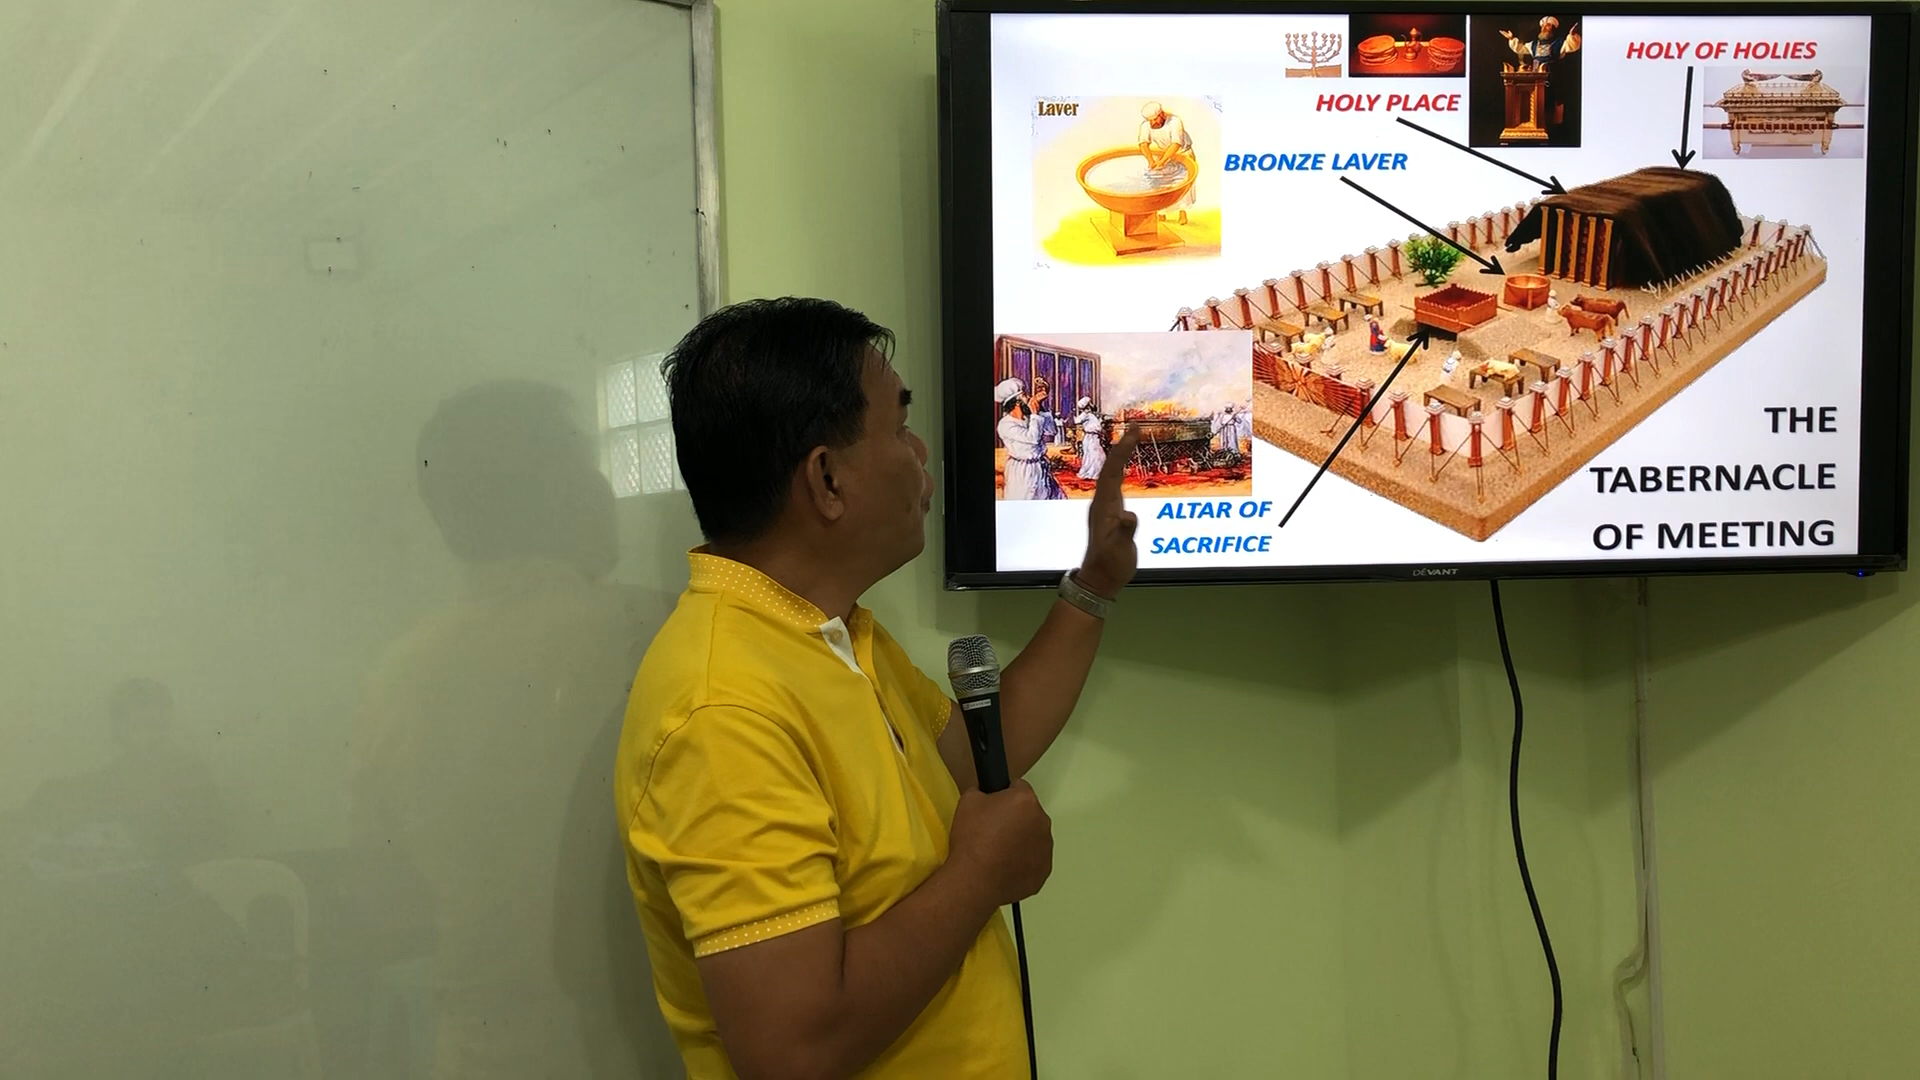 HOLY OF HOLIES
Laver
HOLY PLACE
BRONZE LAVER
THE
TABERNACLE
OF MEETING
ALTAR OF
SACRIFICE
DEVANT